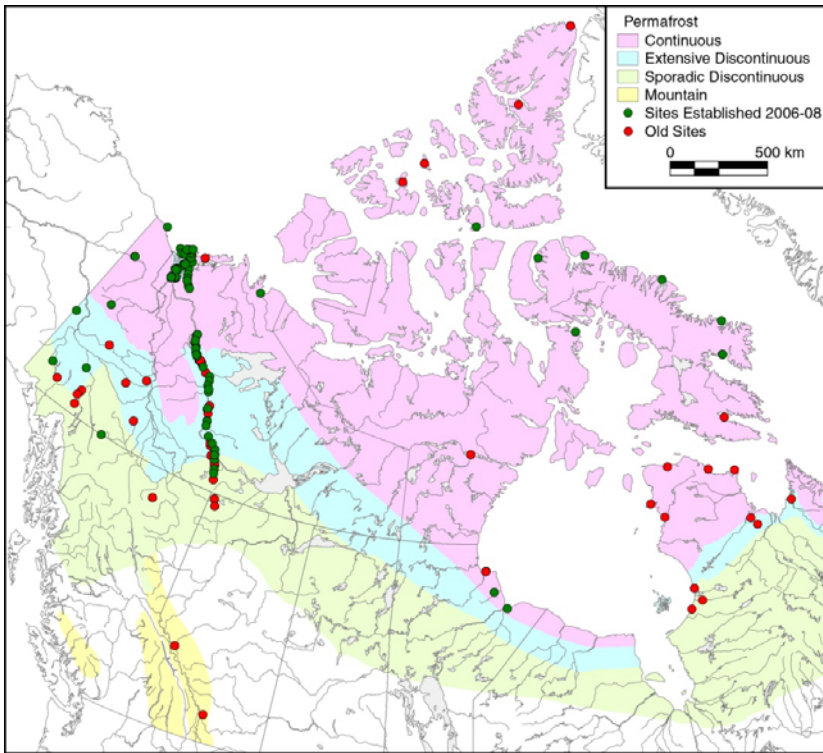 Permafrost
Continuous
Extensive Discontinuous
Sporadic Discontinuous
Mountain
Sites Established 2006-08
Old Sites
0 500 km